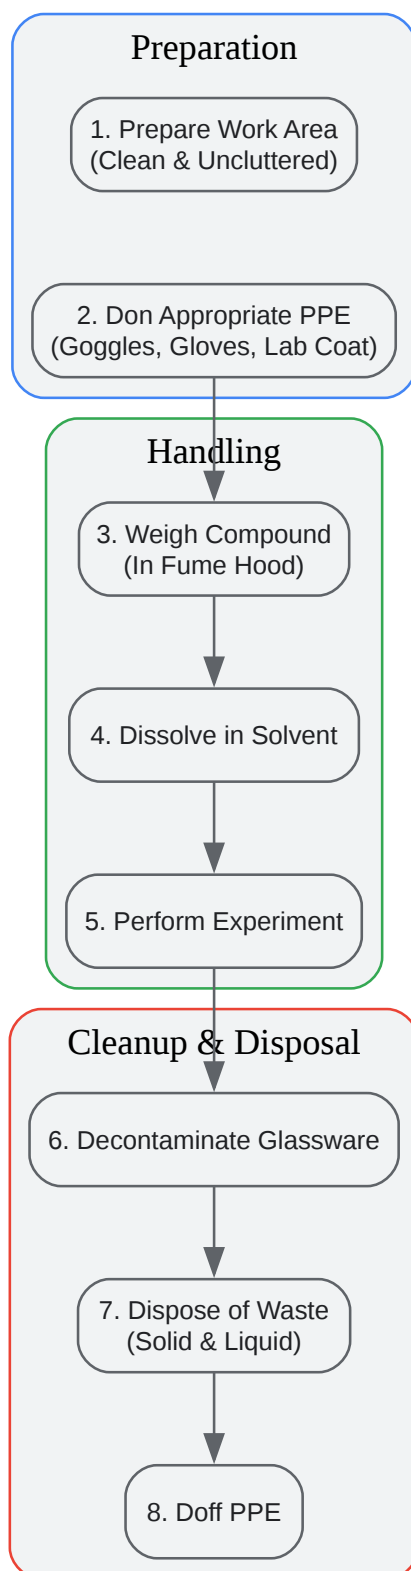 Preparation
1. Prepare Work Area
(Clean & Uncluttered)
2. Don Appropriate PPE
(Goggles, Gloves, Lab Coat)
Handling
3. Weigh Compound
(In Fume Hood)
4. Dissolve in Solvent
5. Perform Experiment
Cleanup & Disposal
6. Decontaminate Glassware
7. Dispose of Waste
(Solid & Liquid)
8. Doff PPE